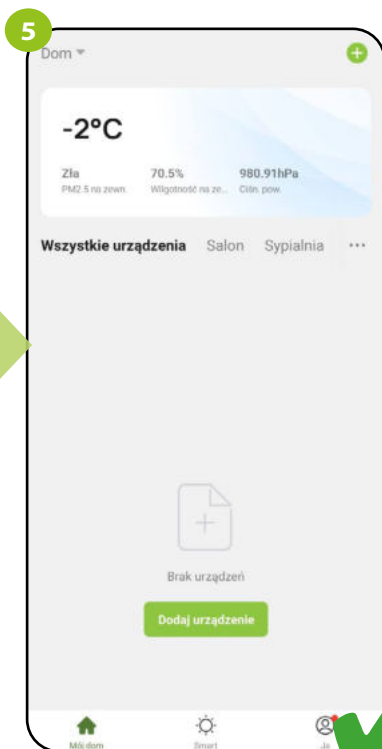 5
Dom
-2°C
Zła 70.5% 980.91hPa
PM2.5 na zewn. Wilgotność na ze... Ciśn. pow.
Wszystkie urządzenia Salon Sypialnia ...
Brak urządzeń
Dodaj urządzenie
Mój dom Smart Ja